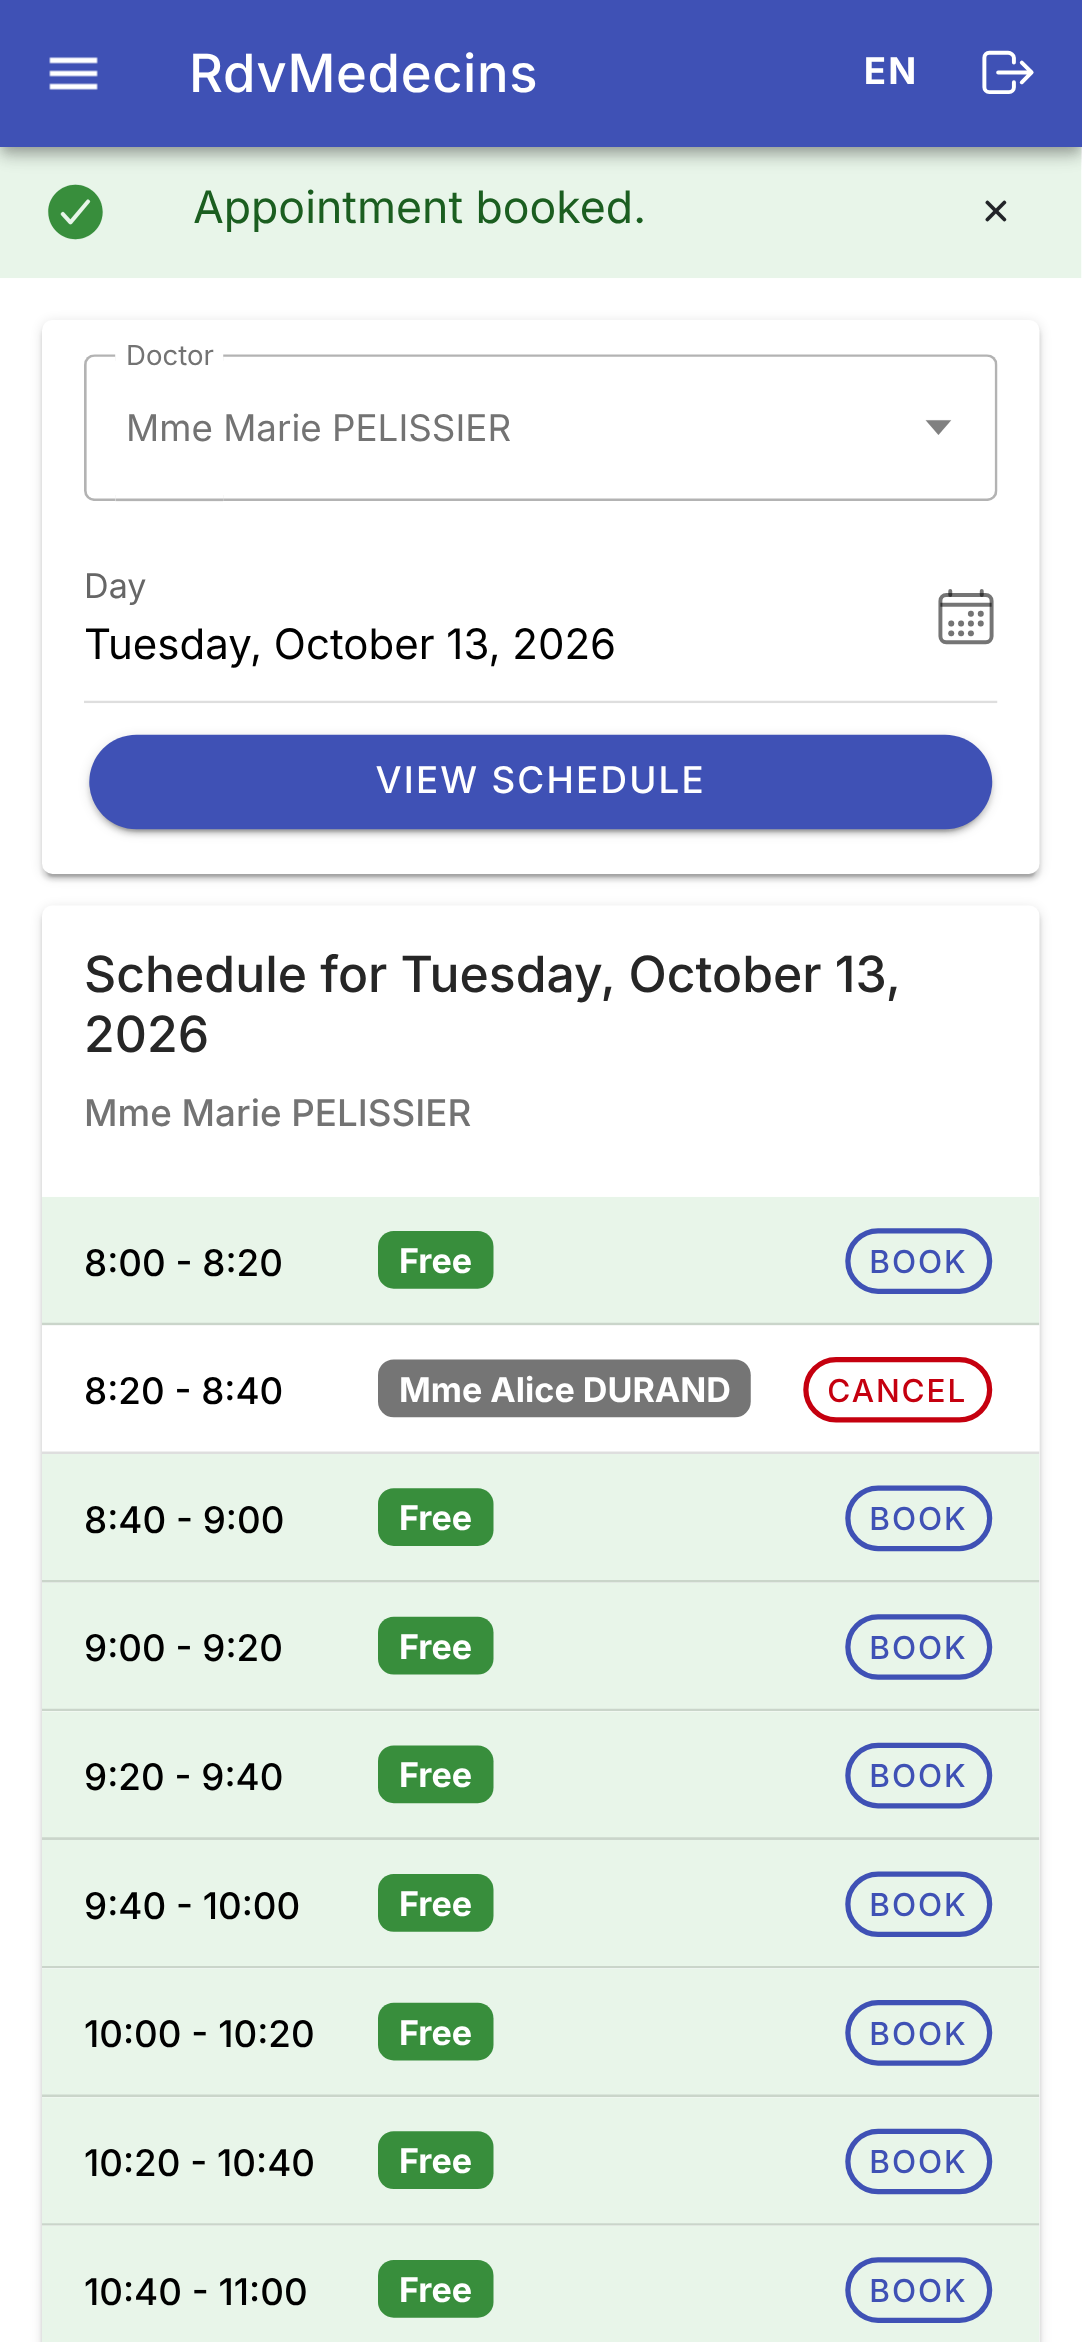 RdvMedecins
EN
Appointment booked.
Doctor
Mme Marie PELISSIER
Day
Tuesday, October 13, 2026
VIEW SCHEDULE
Schedule for Tuesday, October 13,
2026
Mme Marie PELISSIER
8:00 - 8:20 Free BOOK
8:20 - 8:40 Mme Alice DURAND CANCEL
8:40 - 9:00 Free BOOK
9:00 - 9:20 Free BOOK
9:20 - 9:40 Free BOOK
9:40 - 10:00 Free BOOK
10:00 - 10:20 Free BOOK
10:20 - 10:40 Free BOOK
10:40 - 11:00 Free BOOK